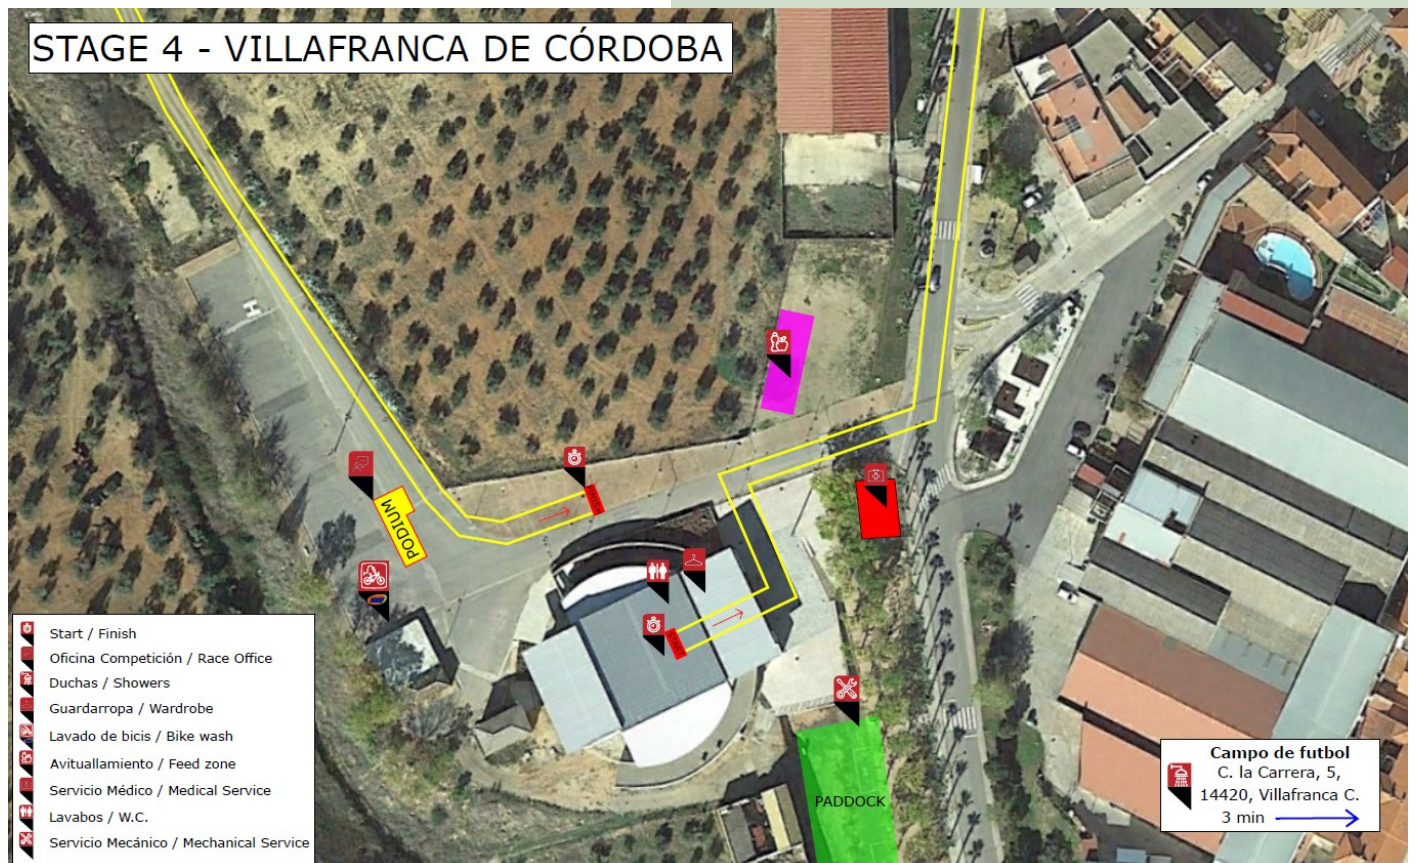 STAGE 4 - VILLAFRANCA DE CÓRDOBA
H
FINISH
PODIUM
START
PADDOCK
Start / Finish
Oficina Competición / Race Office
Duchas / Showers
Guardarropa / Wardrobe
Lavado de bicis / Bike wash
Avituallamiento / Feed zone
Servicio Médico / Medical Service
Lavabos / W.C.
Servicio Mecánico / Mechanical Service
Campo de futbol
C. la Carrera, 5,
14420, Villafranca C.
3 min